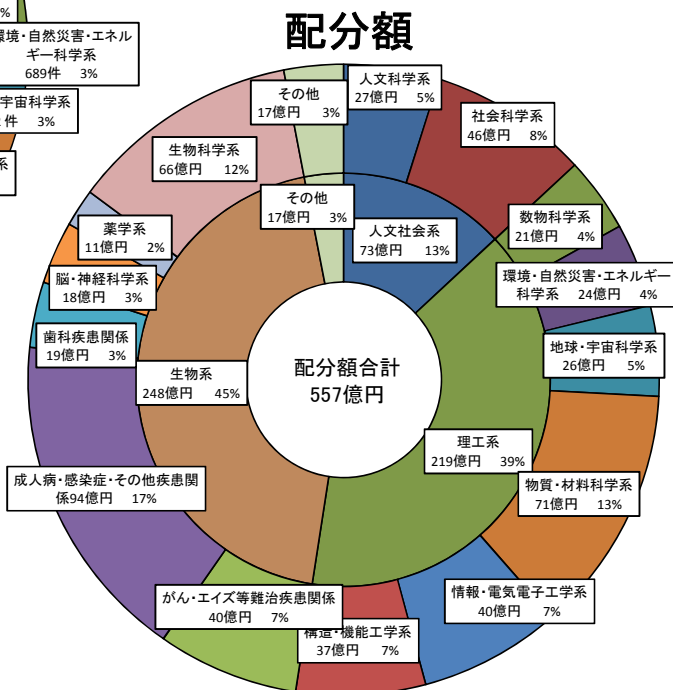 %
環境・自然災害・エネル
ギー科学系
689件 3%
宇宙科学系
件 3%
系
配分額
その他
17億円 3%
人文科学系
27億円 5%
社会科学系
46億円 8%
生物科学系
66億円 12%
その他
17億円 3%
人文社会系
73億円 13%
数物科学系
21億円 4%
薬学系
11億円 2%
環境・自然災害・エネルギー
科学系 24億円 4%
脳・神経科学系
18億円 3%
歯科疾患関係
19億円 3%
地球・宇宙科学系
26億円 5%
生物系
248億円 45%
配分額合計
557億円
理工系
219億円 39%
成人病・感染症・その他疾患関
係94億円 17%
物質・材料科学系
71億円 13%
がん・エイズ等難治疾患関係
40億円 7%
情報・電気電子工学系
40億円 7%
構造・機能工学系
37億円 7%